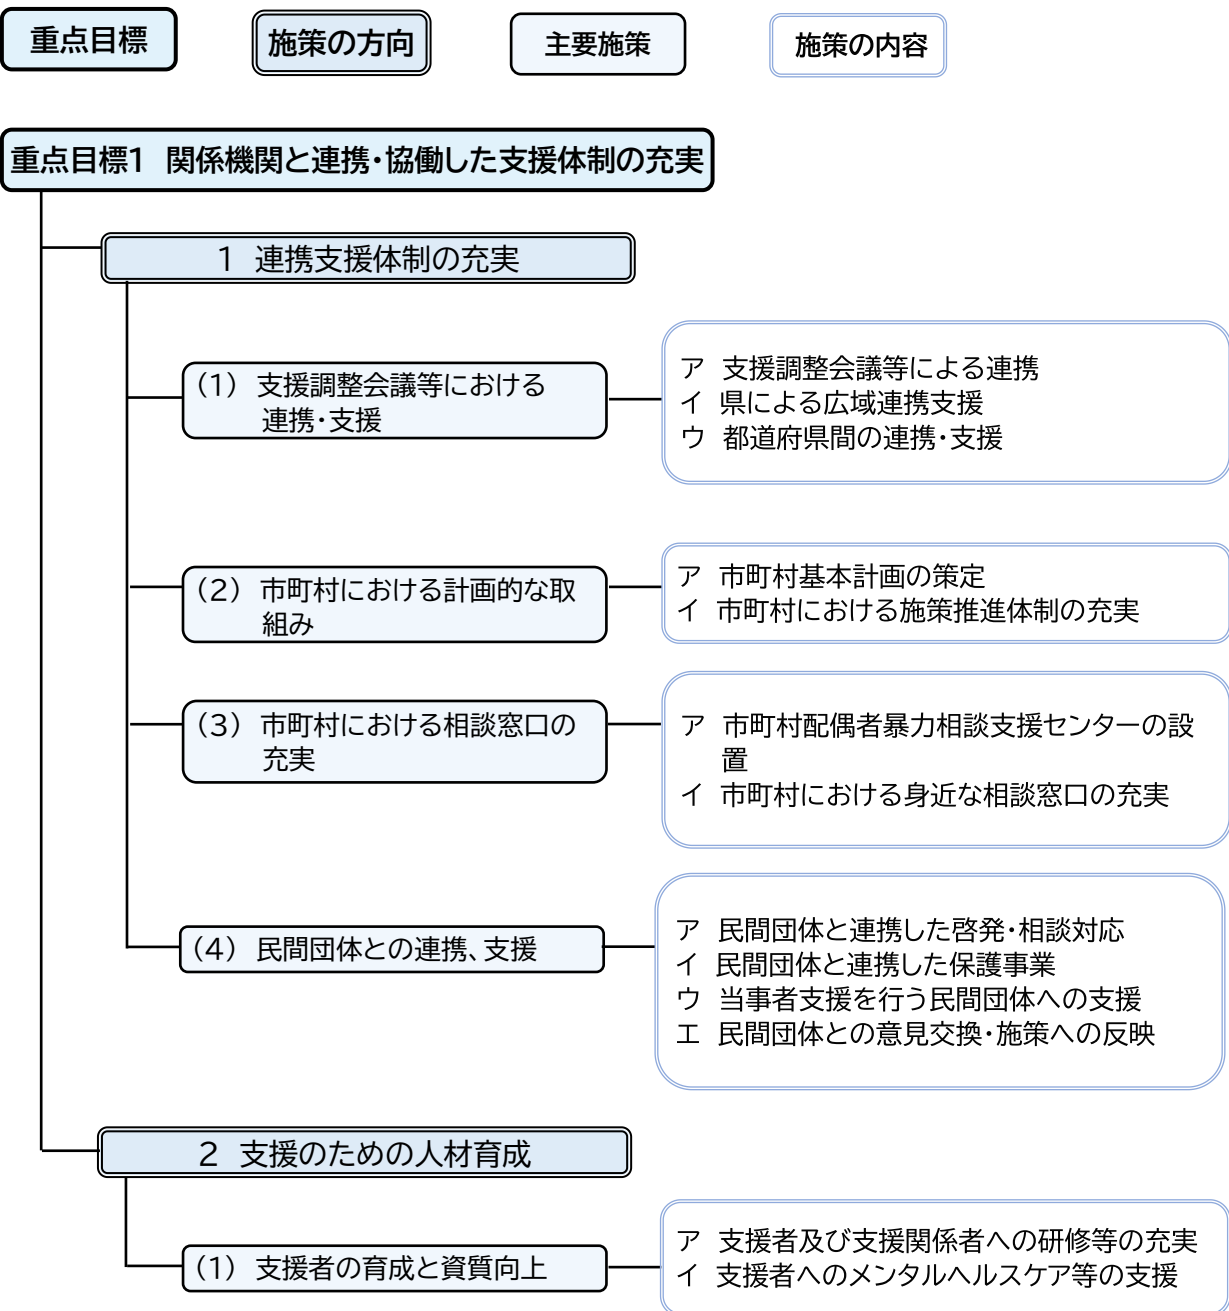 重点目標
施策の方向
主要施策
施策の内容
重点目標1 関係機関と連携・協働した支援体制の充実
1 連携支援体制の充実
(1) 支援調整会議等における
連携・支援
ア 支援調整会議等による連携
イ 県による広域連携支援
ウ 都道府県間の連携・支援
(2) 市町村における計画的な取
組み
ア 市町村基本計画の策定
イ 市町村における施策推進体制の充実
(3) 市町村における相談窓口の
充実
ア 市町村配偶者暴力相談支援センターの設
置
イ 市町村における身近な相談窓口の充実
(4) 民間団体との連携、支援
ア 民間団体と連携した啓発・相談対応
イ 民間団体と連携した保護事業
ウ 当事者支援を行う民間団体への支援
エ 民間団体との意見交換・施策への反映
2 支援のための人材育成
(1) 支援者の育成と資質向上
ア 支援者及び支援関係者への研修等の充実
イ 支援者へのメンタルヘルスケア等の支援